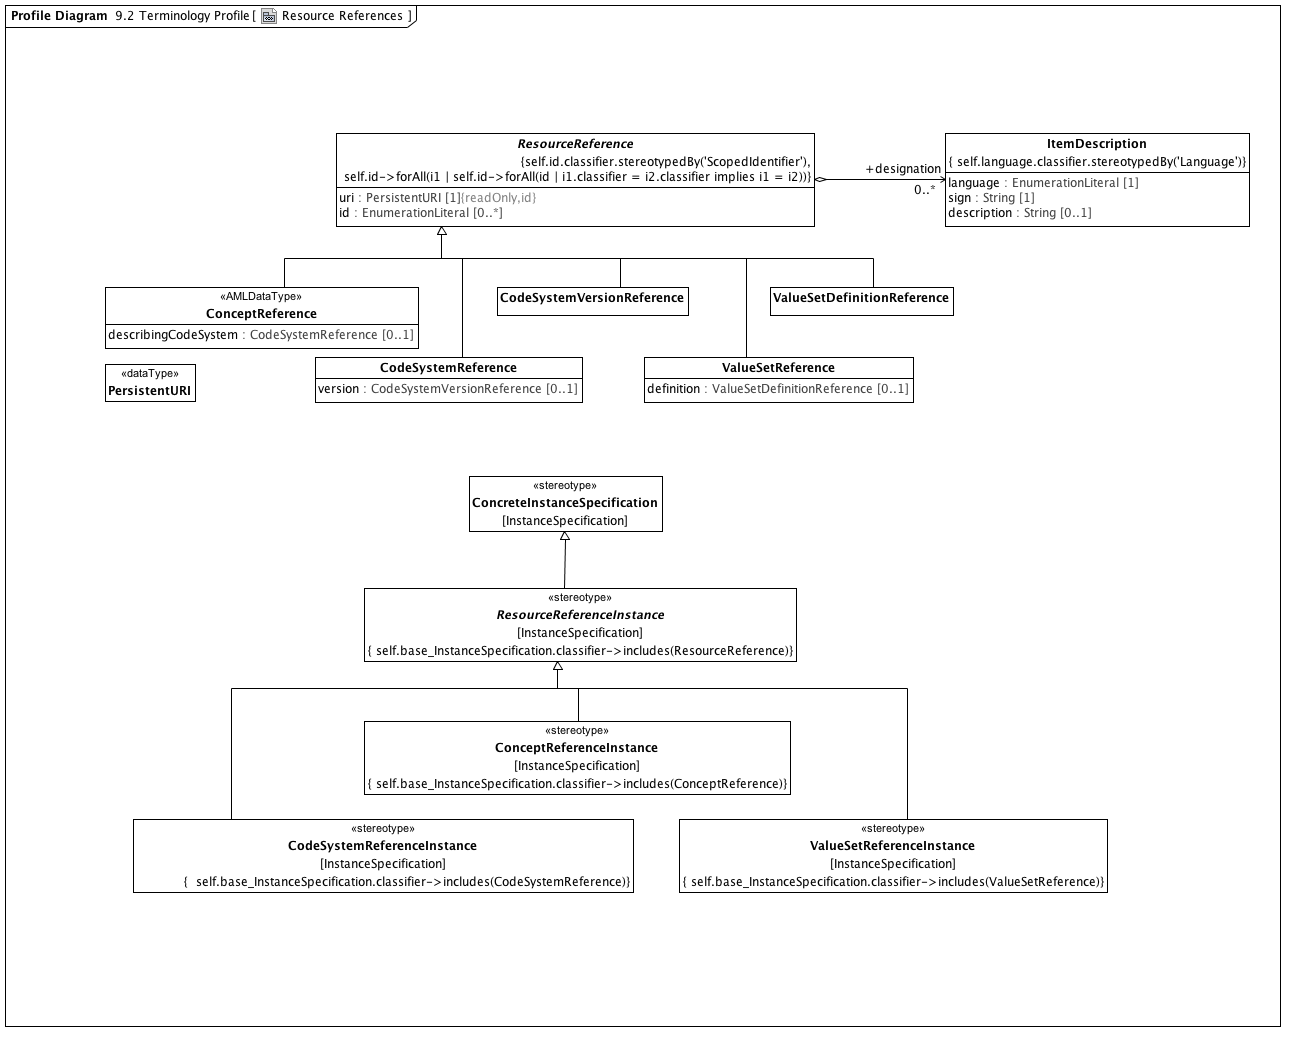 Profile Diagram 9.2 Terminology Profile [ Resource References ]
ResourceReference
{self.id.classifier.stereotypedBy('ScopedIdentifier'),
self.id->forAll(i1 | self.id->forAll(id | i1.classifier = i2.classifier implies i1 = i2))}
uri : PersistentURI [1]{readOnly,id}
id : EnumerationLiteral [0..*]
+designation
0..*
ItemDescription
{ self.language.classifier.stereotypedBy('Language')}
language : EnumerationLiteral [1]
sign : String [1]
description : String [0..1]
«AMLDataType»
ConceptReference
describingCodeSystem : CodeSystemReference [0..1]
CodeSystemVersionReference
ValueSetDefinitionReference
«dataType»
PersistentURI
CodeSystemReference
version : CodeSystemVersionReference [0..1]
ValueSetReference
definition : ValueSetDefinitionReference [0..1]
«stereotype»
ConcreteInstanceSpecification
[InstanceSpecification]
«stereotype»
ResourceReferenceInstance
[InstanceSpecification]
{ self.base_InstanceSpecification.classifier->includes(ResourceReference)}
«stereotype»
ConceptReferenceInstance
[InstanceSpecification]
{ self.base_InstanceSpecification.classifier->includes(ConceptReference)}
«stereotype»
CodeSystemReferenceInstance
[InstanceSpecification]
{ self.base_InstanceSpecification.classifier->includes(CodeSystemReference)}
«stereotype»
ValueSetReferenceInstance
[InstanceSpecification]
{ self.base_InstanceSpecification.classifier->includes(ValueSetReference)}